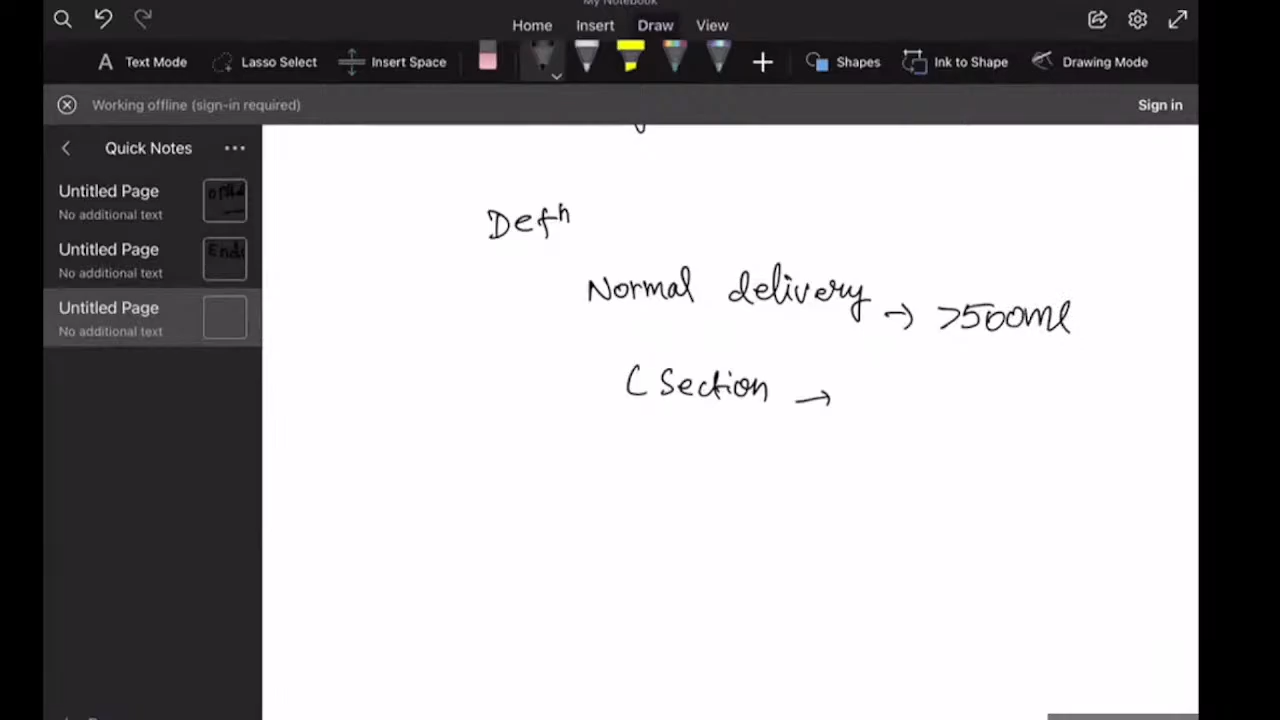 My Notebook
Home Insert Draw View
Text Mode Lasso Select Insert Space Shapes Ink to Shape Drawing Mode
Working offline (sign-in required) Sign in
Quick Notes
Untitled Page
No additional text
Untitled Page
No additional text
Untitled Page
No additional text
Defⁿ
Normal delivery → >500ml
C Section →